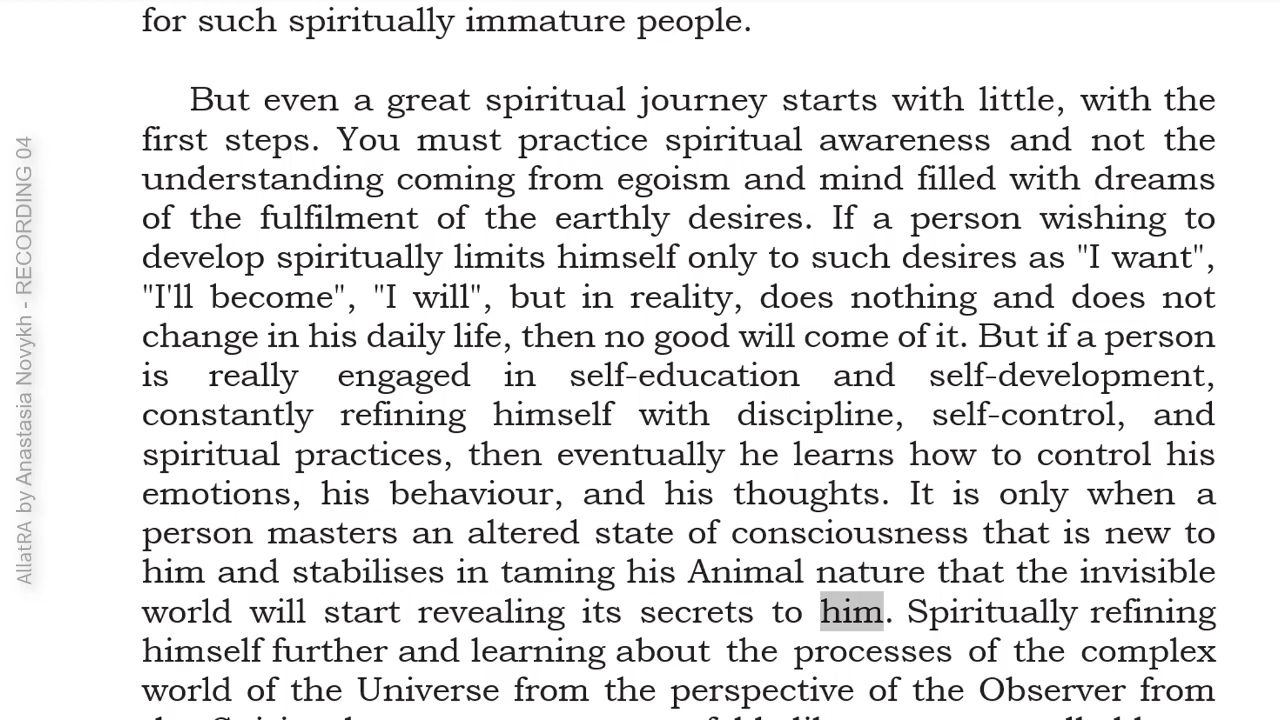 for such spiritually immature people.
But even a great spiritual journey starts with little, with the
first steps. You must practice spiritual awareness and not the
understanding coming from egoism and mind filled with dreams
of the fulfilment of the earthly desires. If a person wishing to
develop spiritually limits himself only to such desires as "I want",
"I'll become", "I will", but in reality, does nothing and does not
change in his daily life, then no good will come of it. But if a person
is really engaged in self-education and self-development,
constantly refining himself with discipline, self-control, and
spiritual practices, then eventually he learns how to control his
emotions, his behaviour, and his thoughts. It is only when a
person masters an altered state of consciousness that is new to
him and stabilises in taming his Animal nature that the invisible
world will start revealing its secrets to him. Spiritually refining
himself further and learning about the processes of the complex
world of the Universe from the perspective of the Observer from
AllatRA by Anastasia Novykh - RECORDING 04